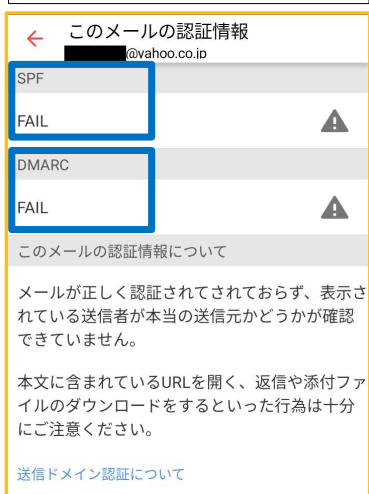 このメールの認証情報
@yahoo.co.jp
SPF
FAIL
DMARC
FAIL
このメールの認証情報について
メールが正しく認証されてされておらず、表示さ
れている送信者が本当の送信元かどうかが確認
できていません。
本文に含まれているURLを開く、返信や添付ファ
イルのダウンロードをするといった行為は十分
にご注意ください。
送信ドメイン認証について